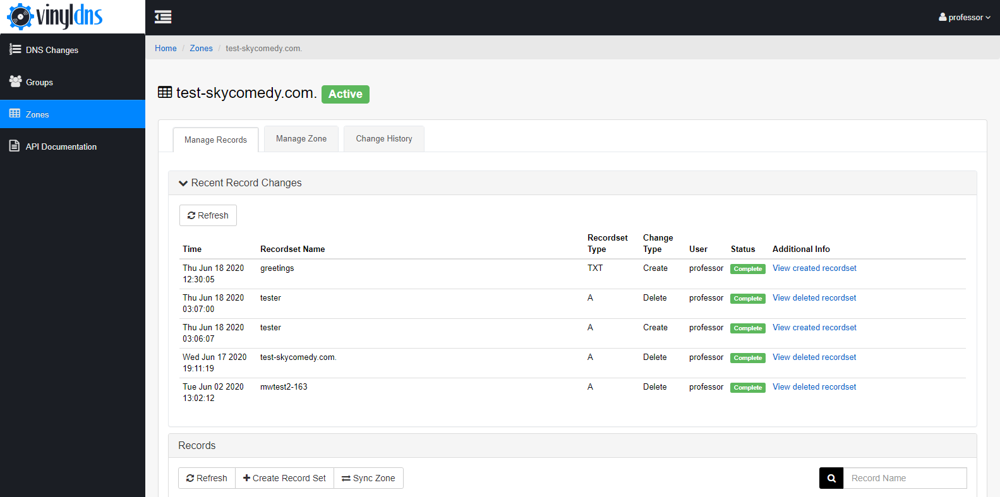 vinyldns
professor
DNS Changes
Groups
Zones
API Documentation
Home / Zones / test-skycomedy.com.
test-skycomedy.com. Active
Manage Records Manage Zone Change History
Recent Record Changes
Refresh
Time Recordset Name Recordset Type Change Type User Status Additional Info
Thu Jun 18 2020 greetings TXT Create professor Complete View created recordset
12:30:05
Thu Jun 18 2020 tester A Delete professor Complete View deleted recordset
03:07:00
Thu Jun 18 2020 tester A Create professor Complete View created recordset
03:06:07
Wed Jun 17 2020 test-skycomedy.com. A Delete professor Complete View deleted recordset
19:11:19
Tue Jun 02 2020 mwtest2-163 A Delete professor Complete View deleted recordset
13:02:12
Records
Refresh Create Record Set Sync Zone Record Name